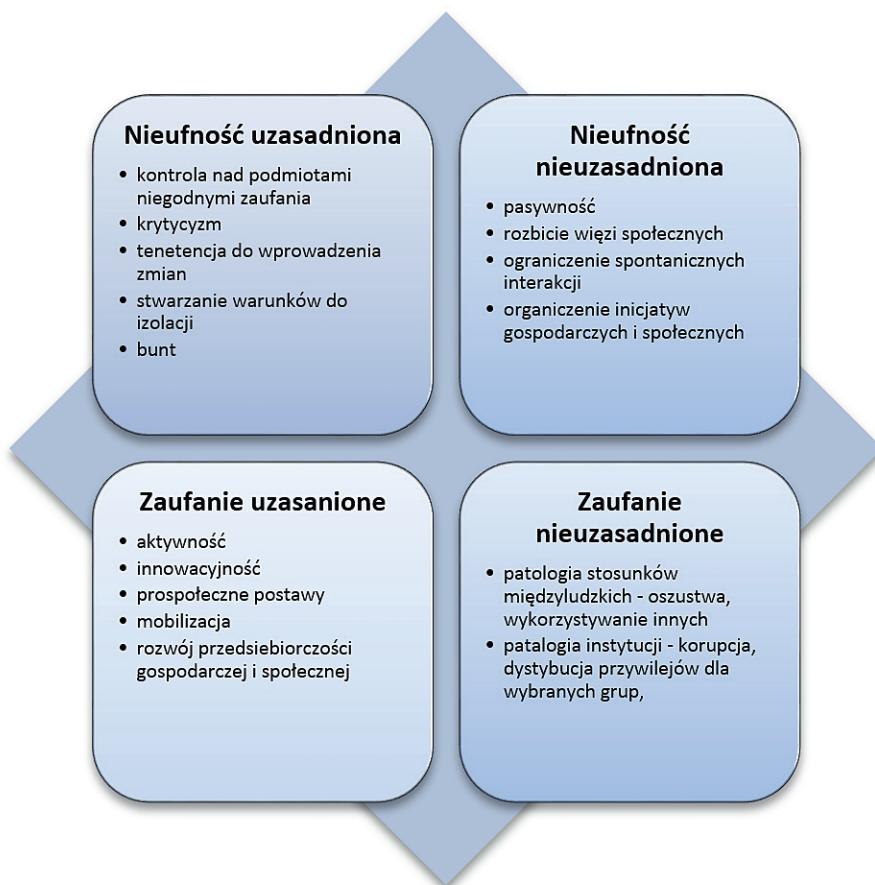 Nieufność uzasadniona
• kontrola nad podmiotami
niegodnymi zaufania
• krytycyzm
• tenetencja do wprowadzenia
zmian
• stwarzanie warunków do
izolacji
• bunt
Nieufność
nieuzasadniona
• pasywność
• rozbicie więzi społecznych
• ograniczenie spontanicznych
interakcji
• organiczenie inicjatyw
gospodarczych i społecznych
Zaufanie uzasanione
• aktywność
• innowacyjność
• prospołeczne postawy
• mobilizacja
• rozwój przedsiebiorczości
gospodarczej i społecznej
Zaufanie
nieuzasadnione
• patologia stosunków
międzyludzkich - oszustwa,
wykorzystywanie innych
• patalogia instytucji - korupcja,
dystybucja przywilejów dla
wybranych grup,